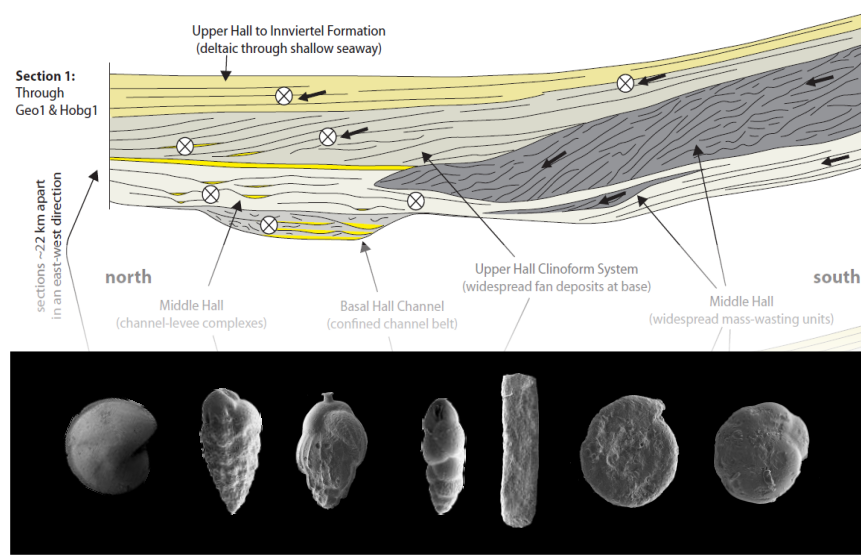 Upper Hall to Innviertel Formation
(deltaic through shallow seaway)
Section 1:
Through
Geo1 & Hobg1
sections ~22 km apart
in an east-west direction
north
south
Middle Hall
(channel-levee complexes)
Basal Hall Channel
(confined channel belt)
Upper Hall Clinoform System
(widespread fan deposits at base)
Middle Hall
(widespread mass-wasting units)